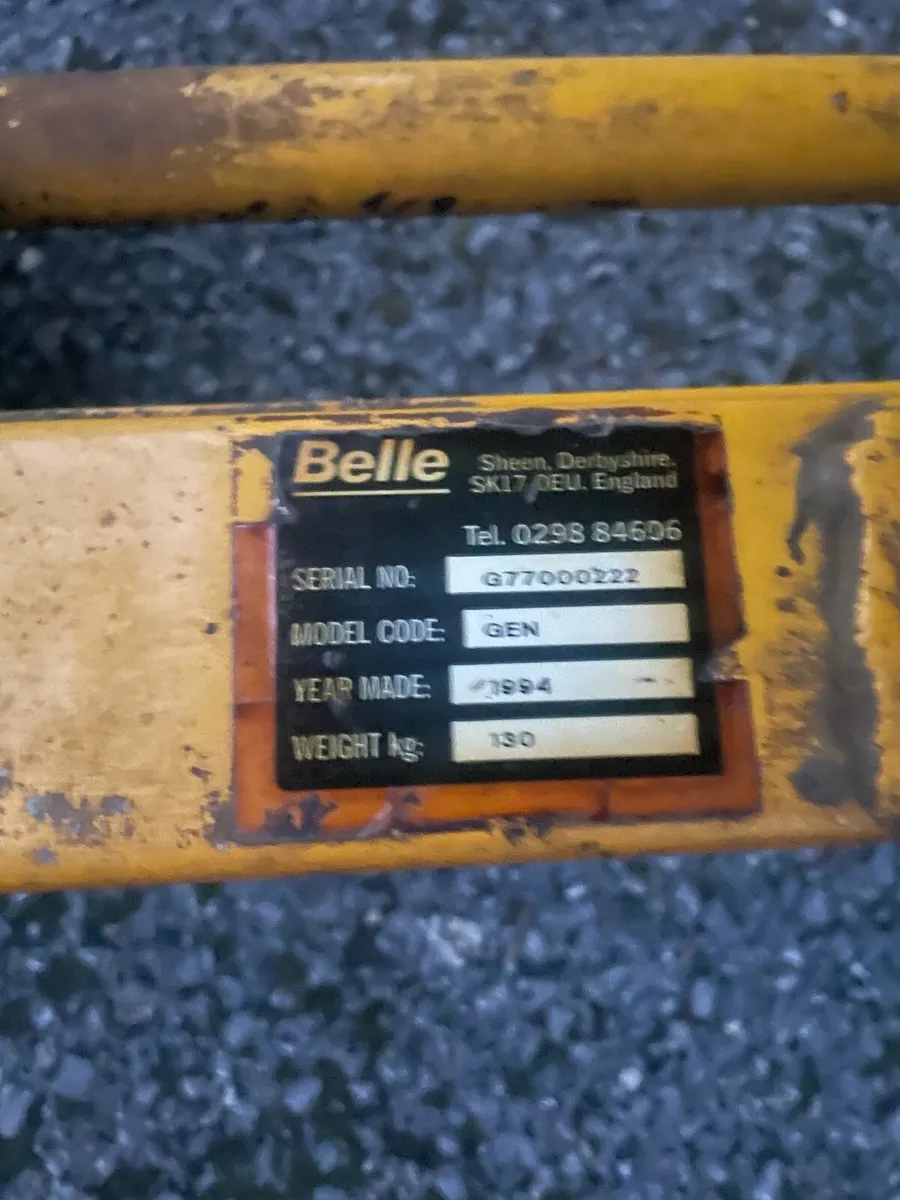 Belle
Sheen. Derbyshire.
SK17 0EU. England
Tel. 0298 84606
SERIAL NO: G77000222
MODEL CODE: GEN
YEAR MADE: 1994
WEIGHT kg: 130